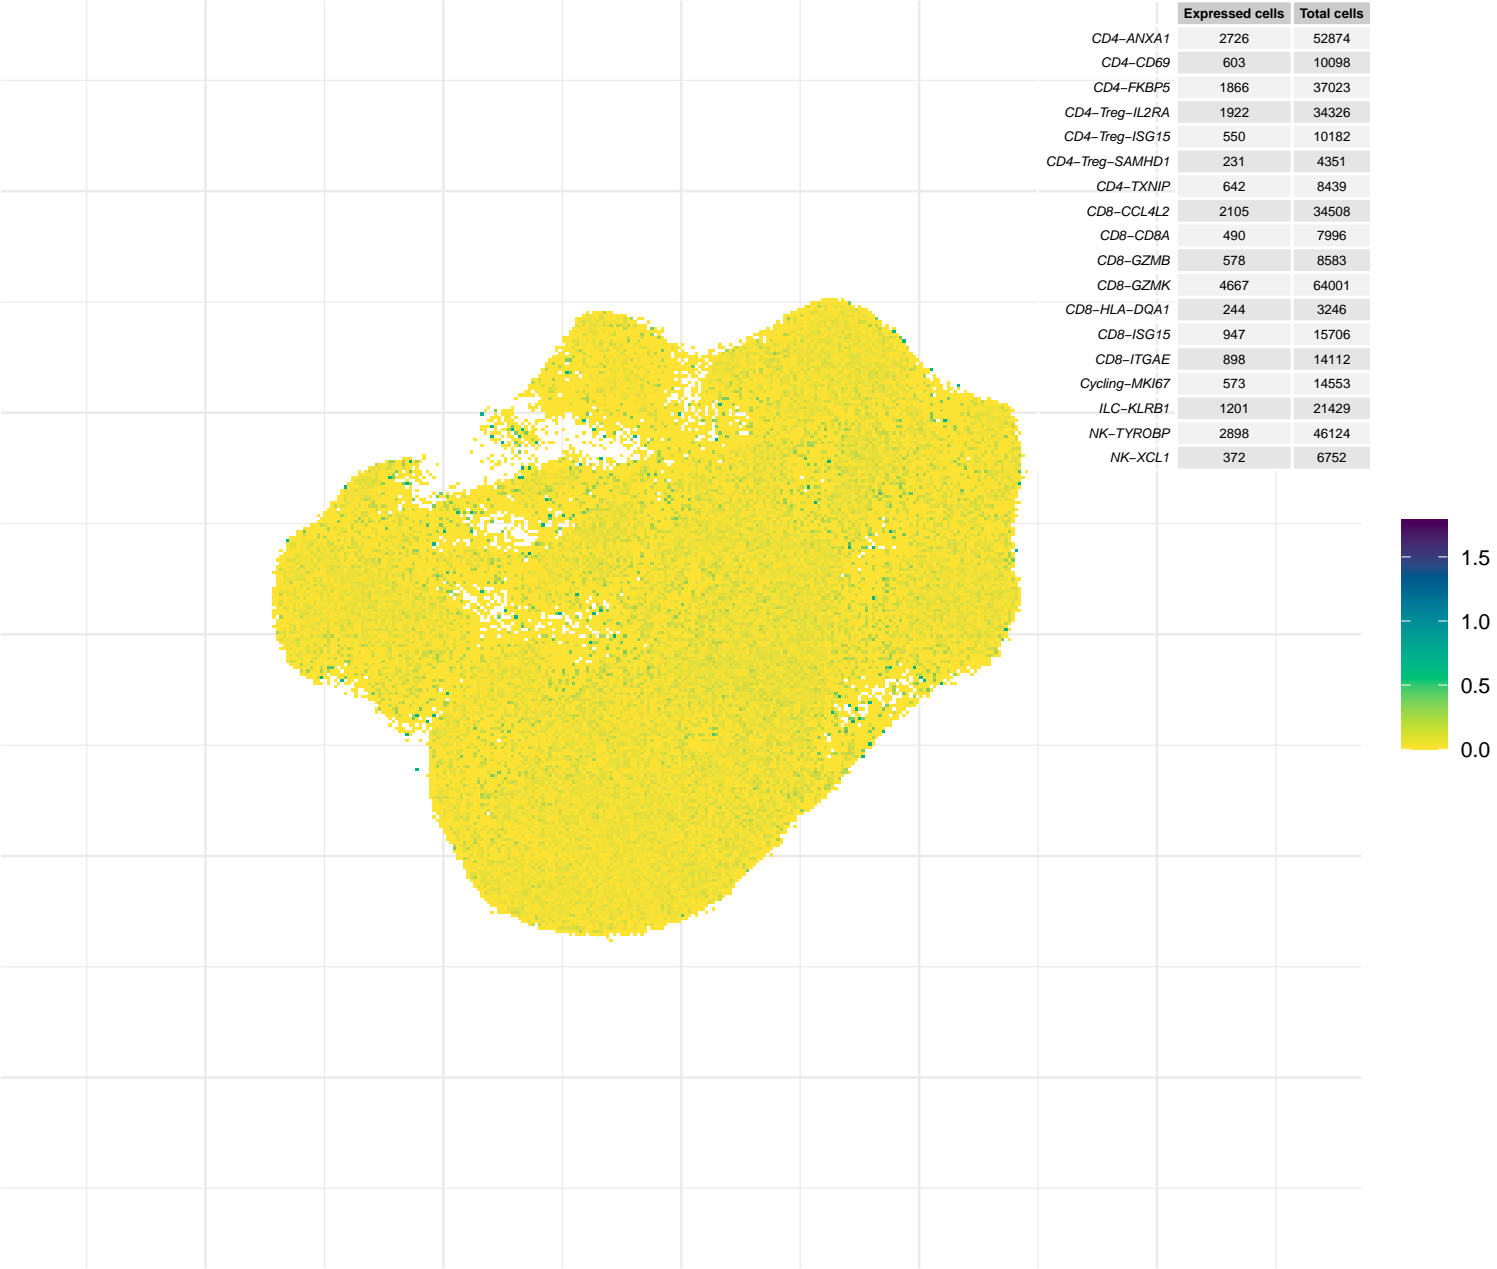 Expressed cells Total cells
CD4−ANXA1 2726 52874
CD4−CD69 603 10098
CD4−FKBP5 1866 37023
CD4−Treg−IL2RA 1922 34326
CD4−Treg−ISG15 550 10182
CD4−Treg−SAMHD1 231 4351
CD4−TXNIP 642 8439
CD8−CCL4L2 2105 34508
CD8−CD8A 490 7996
CD8−GZMB 578 8583
CD8−GZMK 4667 64001
CD8−HLA−DQA1 244 3246
CD8−ISG15 947 15706
CD8−ITGAE 898 14112
Cycling−MKI67 573 14553
ILC−KLRB1 1201 21429
NK−TYROBP 2898 46124
NK−XCL1 372 6752
1.5
1.0
0.5
0.0